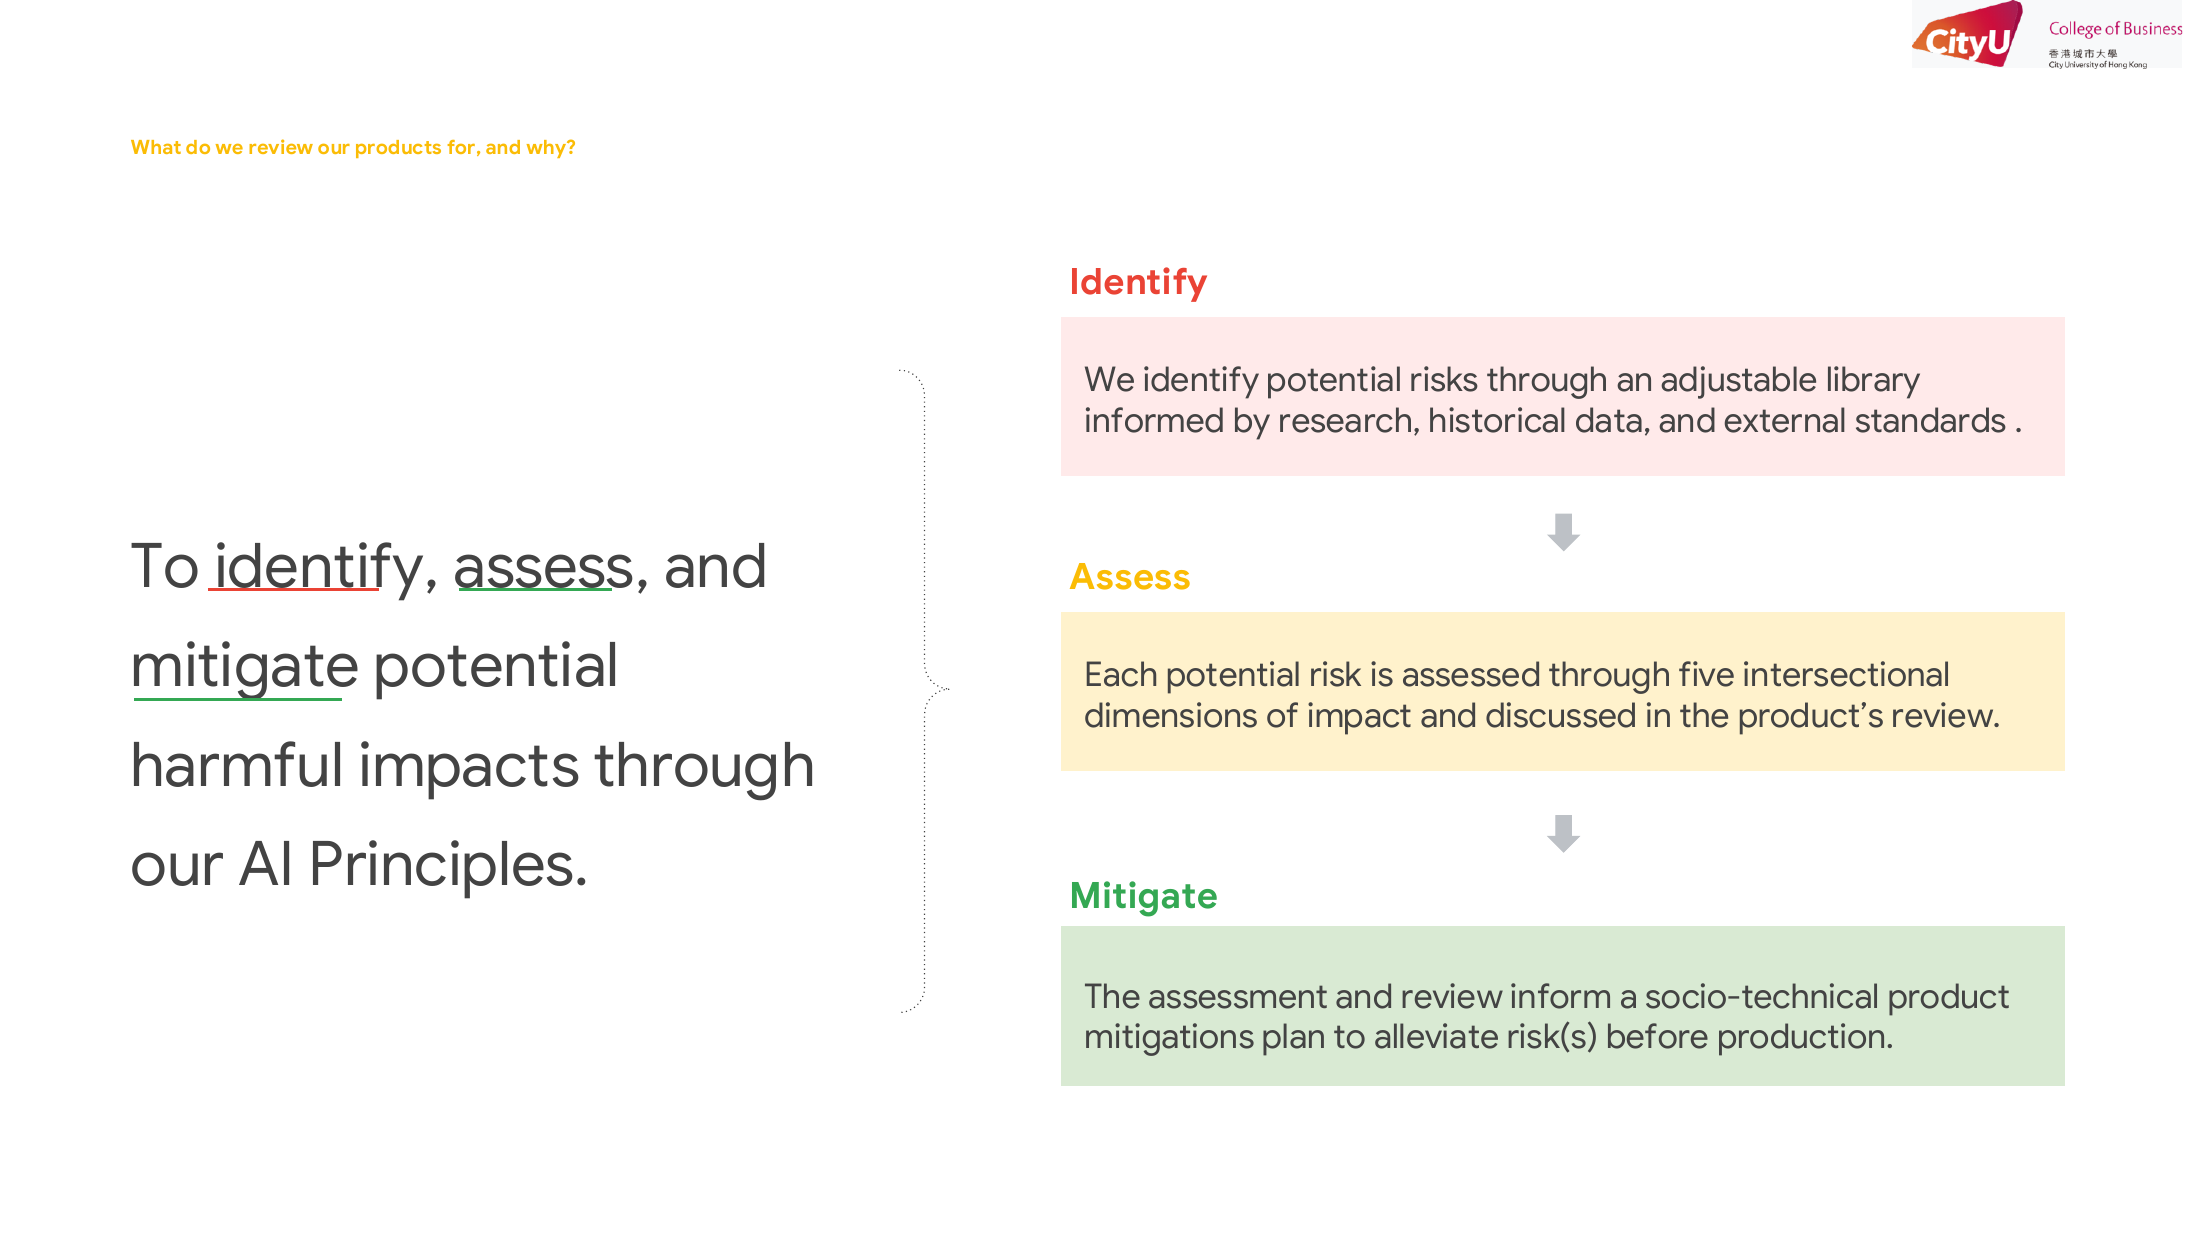 CityU
College of Business
香港城市大學
City University of Hong Kong
What do we review our products for, and why?
To identify, assess, and
mitigate potential
harmful impacts through
our AI Principles.
Identify
We identify potential risks through an adjustable library
informed by research, historical data, and external standards .
Assess
Each potential risk is assessed through five intersectional
dimensions of impact and discussed in the product’s review.
Mitigate
The assessment and review inform a socio-technical product
mitigations plan to alleviate risk(s) before production.